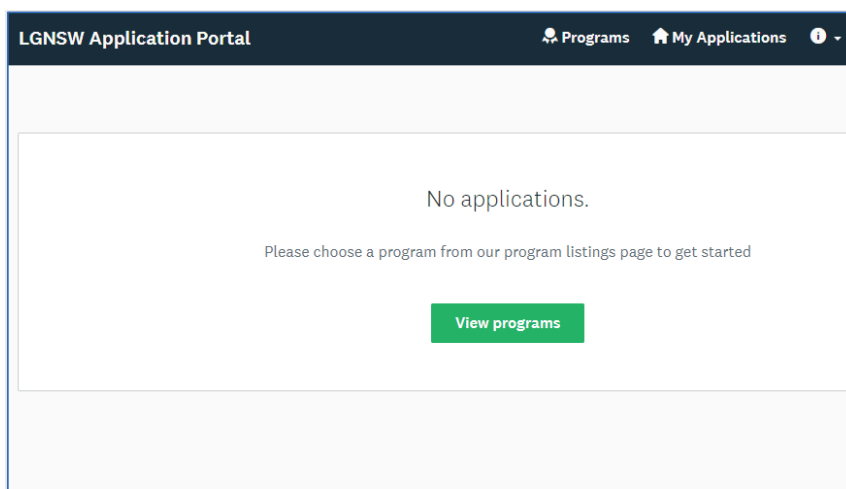 LGNSW Application Portal Programs My Applications
No applications.
Please choose a program from our program listings page to get started
View programs